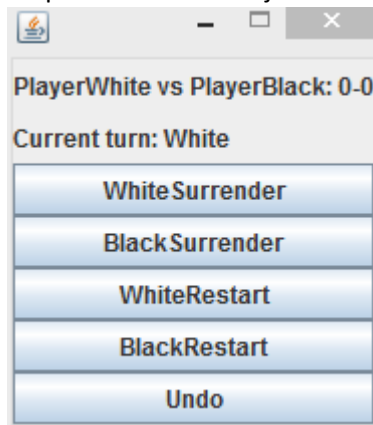 PlayerWhite vs PlayerBlack: 0-0
Current turn: White
WhiteSurrender
BlackSurrender
WhiteRestart
BlackRestart
Undo